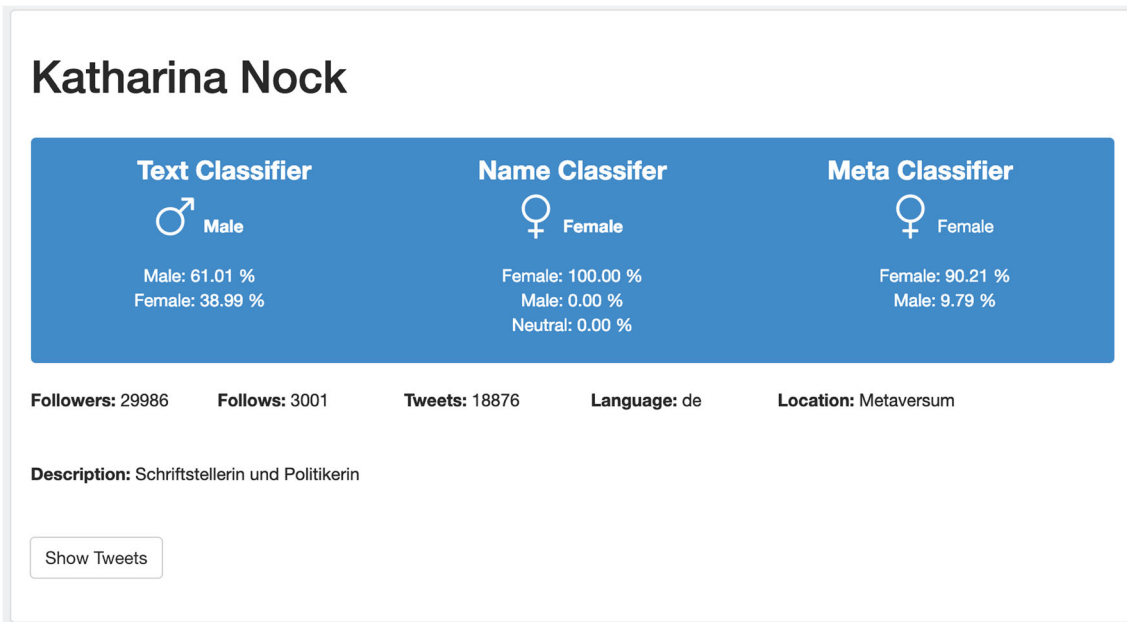 Katharina Nock
Text Classifier Name Classifer Meta Classifier
Male Female Female
Male: 61.01 % Female: 100.00 % Female: 90.21 %
Female: 38.99 % Male: 0.00 % Male: 9.79 %
Neutral: 0.00 %
Followers: 29986 Follows: 3001 Tweets: 18876 Language: de Location: Metaversum
Description: Schriftstellerin und Politikerin
Show Tweets